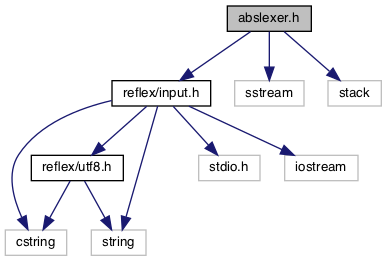 abslexer.h
reflex/input.h
sstream
stack
reflex/utf8.h
stdio.h
iostream
cstring
string